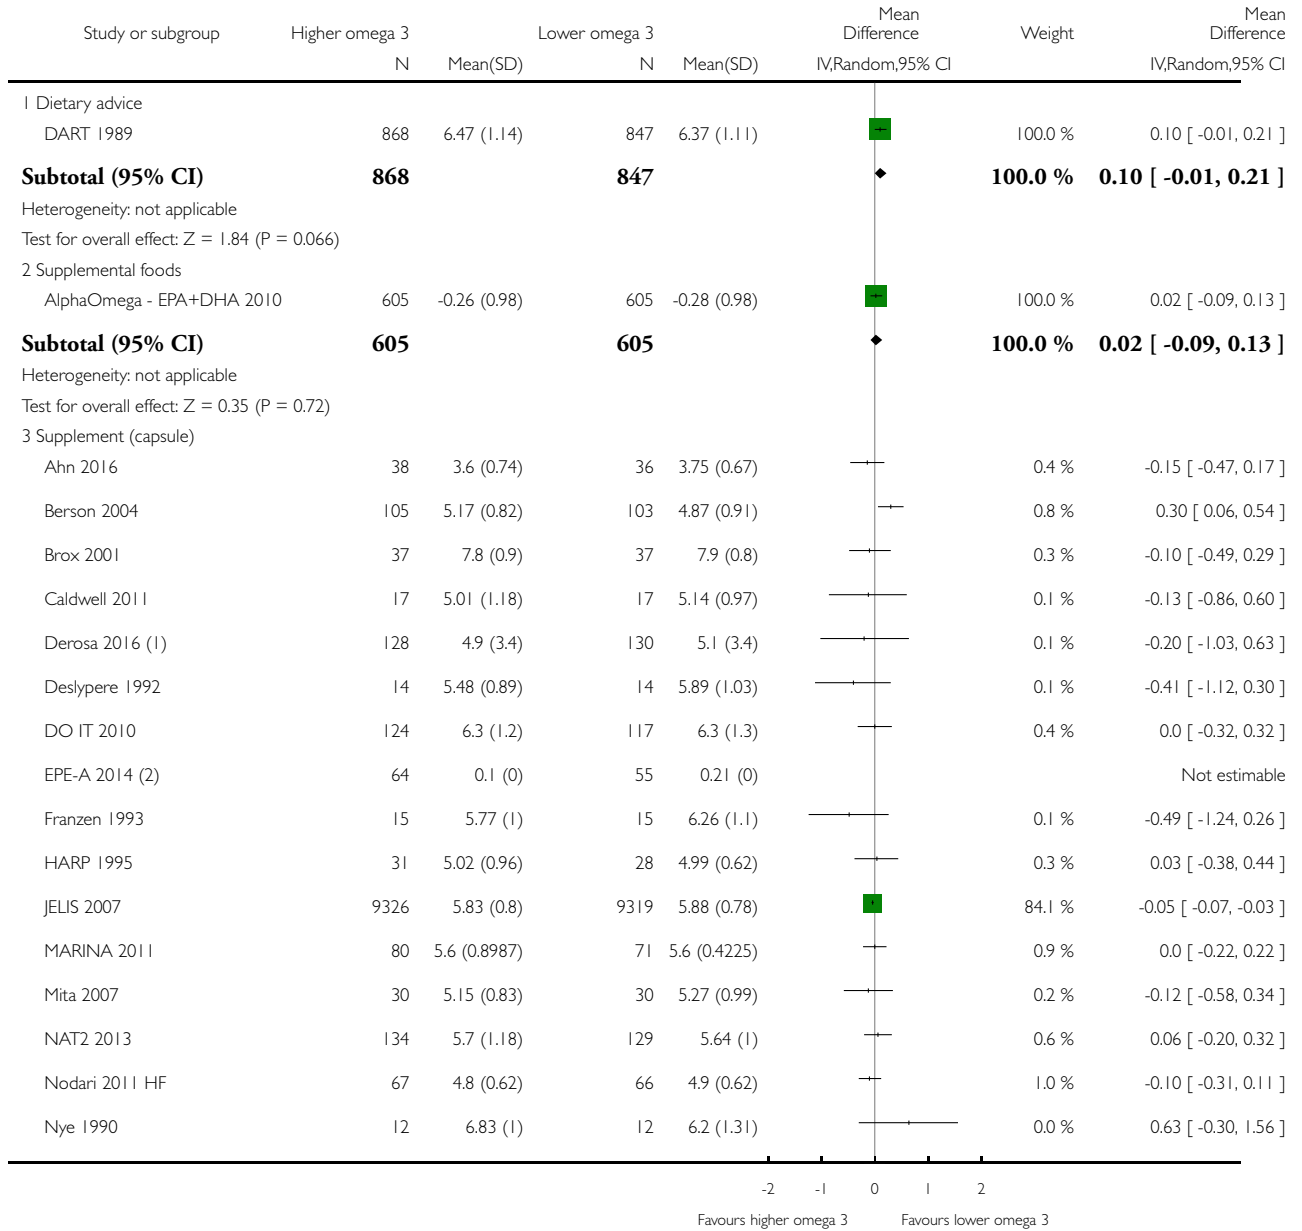 Study or subgroup Higher omega 3 Lower omega 3 Mean Difference Weight Mean Difference
N Mean(SD) N Mean(SD) IV,Random,95% CI IV,Random,95% CI
1 Dietary advice
DART 1989 868 6.47 (1.14) 847 6.37 (1.11) 100.0 % 0.10 [ -0.01, 0.21 ]
Subtotal (95% CI) 868 847 100.0 % 0.10 [ -0.01, 0.21 ]
Heterogeneity: not applicable
Test for overall effect: Z = 1.84 (P = 0.066)
2 Supplemental foods
AlphaOmega - EPA+DHA 2010 605 -0.26 (0.98) 605 -0.28 (0.98) 100.0 % 0.02 [ -0.09, 0.13 ]
Subtotal (95% CI) 605 605 100.0 % 0.02 [ -0.09, 0.13 ]
Heterogeneity: not applicable
Test for overall effect: Z = 0.35 (P = 0.72)
3 Supplement (capsule)
Ahn 2016 38 3.6 (0.74) 36 3.75 (0.67) 0.4 % -0.15 [ -0.47, 0.17 ]
Berson 2004 105 5.17 (0.82) 103 4.87 (0.91) 0.8 % 0.30 [ 0.06, 0.54 ]
Brox 2001 37 7.8 (0.9) 37 7.9 (0.8) 0.3 % -0.10 [ -0.49, 0.29 ]
Caldwell 2011 17 5.01 (1.18) 17 5.14 (0.97) 0.1 % -0.13 [ -0.86, 0.60 ]
Derosa 2016 (1) 128 4.9 (3.4) 130 5.1 (3.4) 0.1 % -0.20 [ -1.03, 0.63 ]
Deslypere 1992 14 5.48 (0.89) 14 5.89 (1.03) 0.1 % -0.41 [ -1.12, 0.30 ]
DO IT 2010 124 6.3 (1.2) 117 6.3 (1.3) 0.4 % 0.0 [ -0.32, 0.32 ]
EPE-A 2014 (2) 64 0.1 (0) 55 0.21 (0) Not estimable
Franzen 1993 15 5.77 (1) 15 6.26 (1.1) 0.1 % -0.49 [ -1.24, 0.26 ]
HARP 1995 31 5.02 (0.96) 28 4.99 (0.62) 0.3 % 0.03 [ -0.38, 0.44 ]
JELIS 2007 9326 5.83 (0.8) 9319 5.88 (0.78) 84.1 % -0.05 [ -0.07, -0.03 ]
MARINA 2011 80 5.6 (0.8987) 71 5.6 (0.4225) 0.9 % 0.0 [ -0.22, 0.22 ]
Mita 2007 30 5.15 (0.83) 30 5.27 (0.99) 0.2 % -0.12 [ -0.58, 0.34 ]
NAT2 2013 134 5.7 (1.18) 129 5.64 (1) 0.6 % 0.06 [ -0.20, 0.32 ]
Nodari 2011 HF 67 4.8 (0.62) 66 4.9 (0.62) 1.0 % -0.10 [ -0.31, 0.11 ]
Nye 1990 12 6.83 (1) 12 6.2 (1.31) 0.0 % 0.63 [ -0.30, 1.56 ]
-2 -1 0 1 2
Favours higher omega 3 Favours lower omega 3